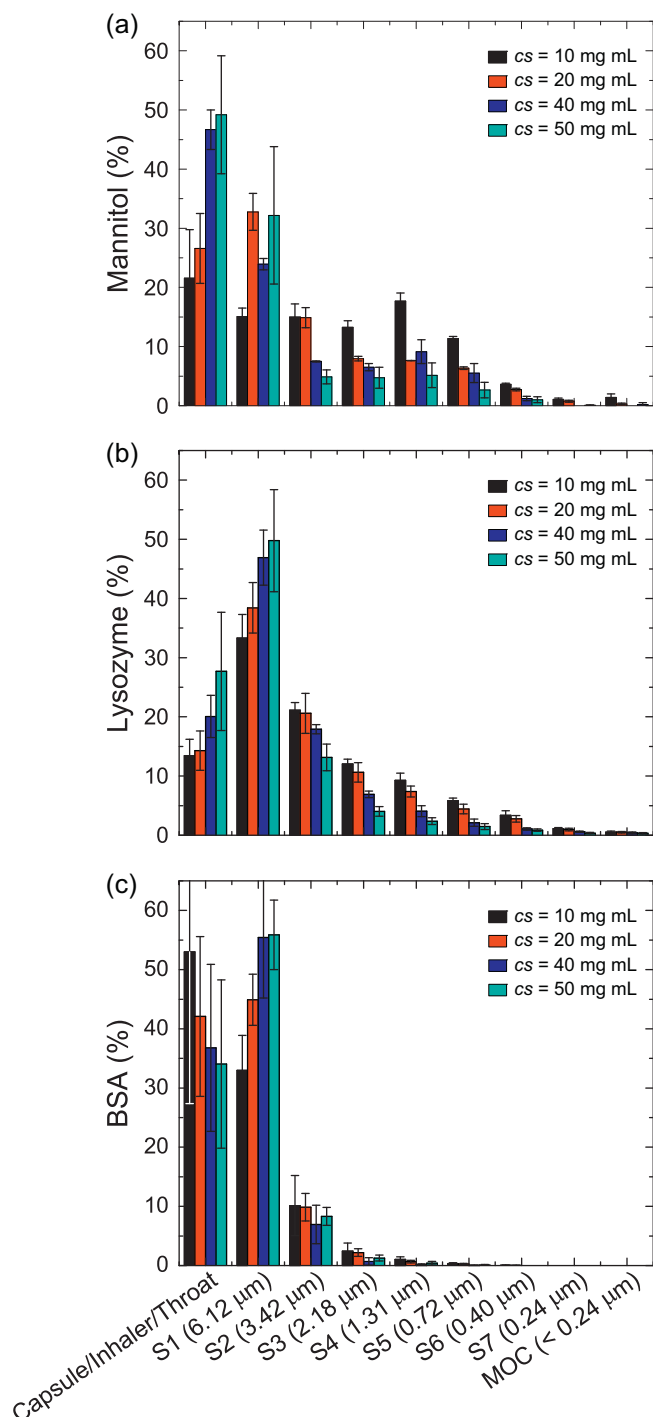 (a)
60
50
40
30
20
10
0
Mannitol (%)
cs = 10 mg mL
cs = 20 mg mL
cs = 40 mg mL
cs = 50 mg mL
(b)
60
50
40
30
20
10
0
Lysozyme (%)
cs = 10 mg mL
cs = 20 mg mL
cs = 40 mg mL
cs = 50 mg mL
(c)
60
50
40
30
20
10
0
BSA (%)
cs = 10 mg mL
cs = 20 mg mL
cs = 40 mg mL
cs = 50 mg mL
Capsule/Inhaler/Throat
S1 (6.12 μm)
S2 (3.42 μm)
S3 (2.18 μm)
S4 (1.31 μm)
S5 (0.72 μm)
S6 (0.40 μm)
S7 (0.24 μm)
MOC (< 0.24 μm)